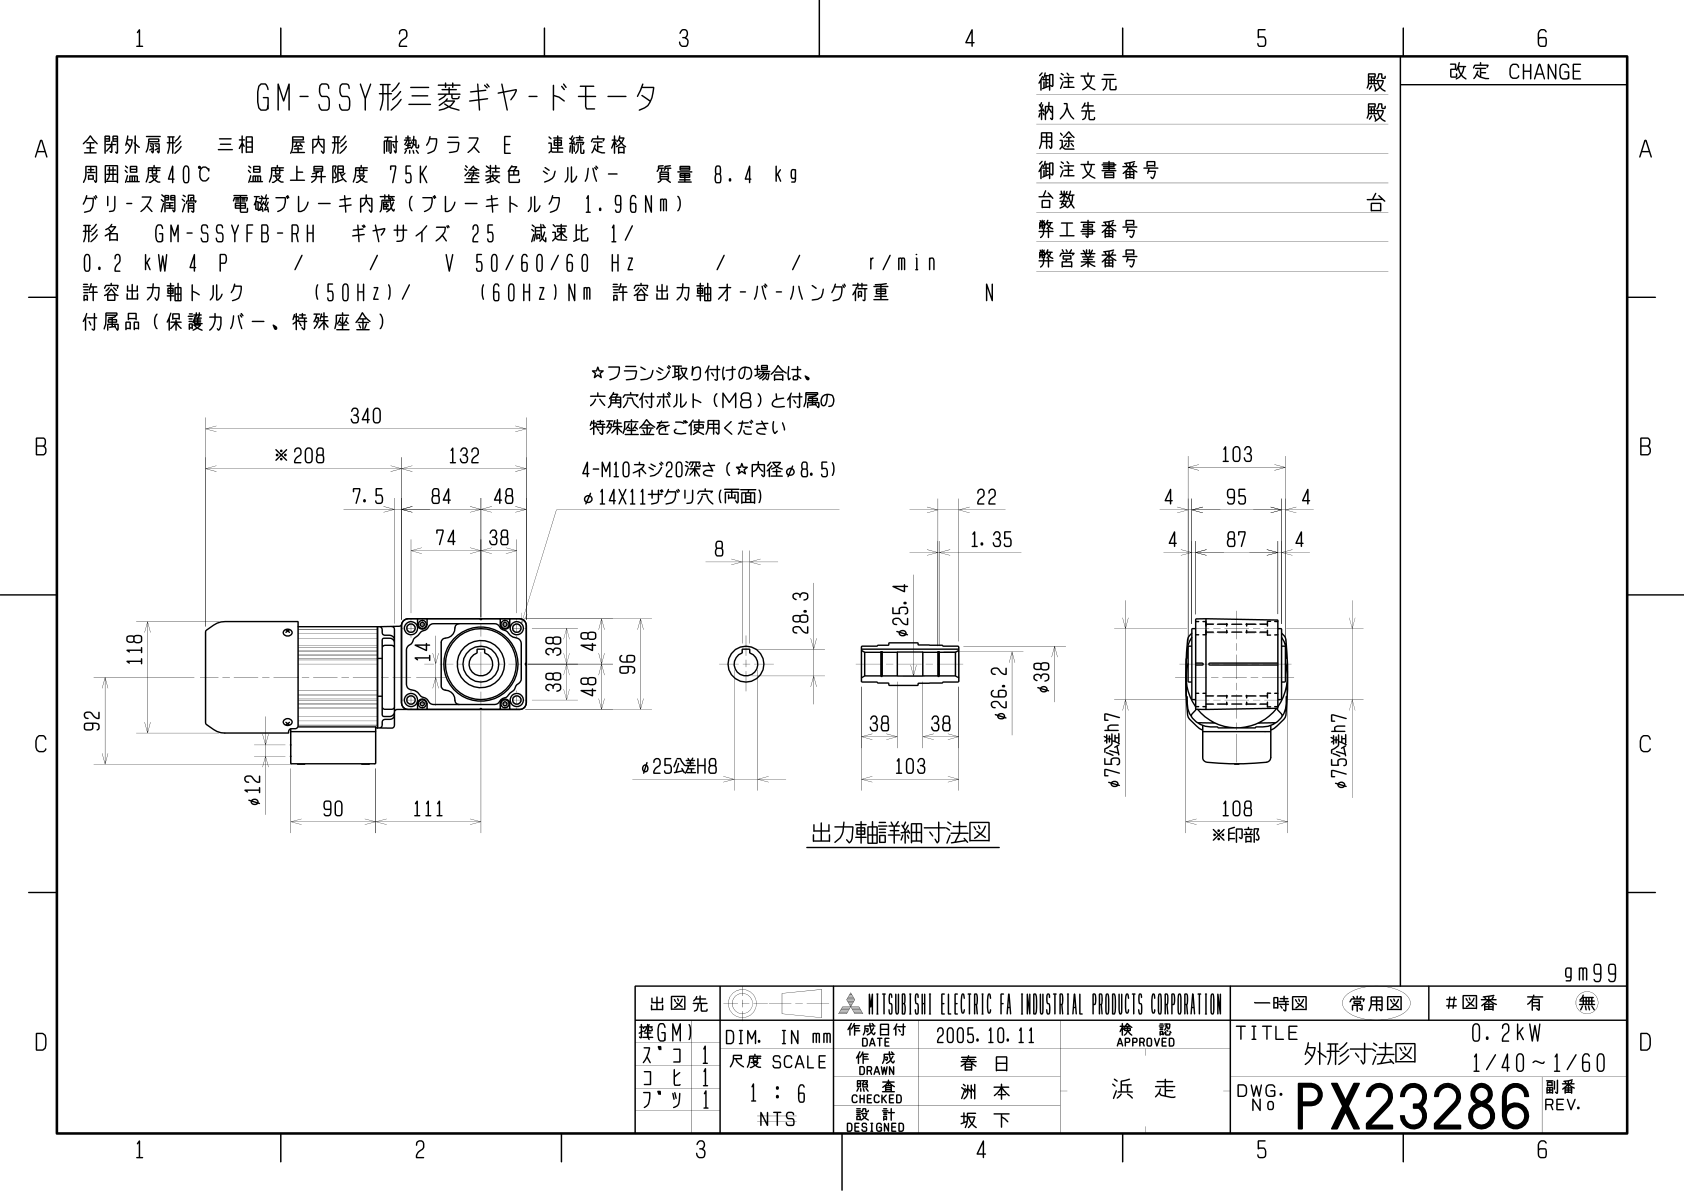 1 2 3 4 5 6
改定 CHANGE
GM-SSY形三菱ギヤ-ドモータ
全閉外扇形 三相 屋内形 耐熱クラス E 連続定格
周囲温度40℃ 温度上昇限度 75K 塗装色 シルバー 質量 8.4 kg
グリース潤滑 電磁ブレーキ内蔵(ブレーキトルク 1.96Nm)
形名 GM-SSYFB-RH ギヤサイズ 25 減速比 1/
0.2 kW 4 P / / V 50/60/60 Hz / / r/min
許容出力軸トルク (50Hz)/ (60Hz)Nm 許容出力軸オーバーハング荷重 N
付属品(保護カバー、特殊座金)
御注文元 殿
納入先 殿
用途
御注文書番号
台数 台
弊工事番号
弊営業番号
A A
B B
C C
D D
☆フランジ取り付けの場合は、
六角穴付ボルト(M8)と付属の
特殊座金をご使用ください
4-M10ネジ20深さ(☆内径φ8.5)
φ14X11ザグリ穴(両面)
340
※208 132
7.5 84 48
74 38
118
92
14
38 48
96
38 48
φ12
90 111
8
28.3
φ25公差H8
22
1.35
φ25.4
φ26.2
φ38
38 38
103
出力軸詳細寸法図
103
4 95 4
4 87 4
φ75公差h7
φ75公差h7
108
※印部
gm99
出図先
MITSUBISHI ELECTRIC FA INDUSTRIAL PRODUCTS CORPORATION
一時図 常用図 #図番 有 無
GM)
ズコ 1
コヒ 1
ブツ 1
DIM. IN mm
尺度 SCALE
1 : 6
NTS
作成日付 DATE 2005.10.11
作成 DRAWN 春日
照査 CHECKED 洲本
設計 DESIGNED 坂下
検認 APPROVED
浜走
TITLE
外形寸法図
0.2kW
1/40~1/60
DWG. No PX23286
副番 REV.
1 2 3 4 5 6